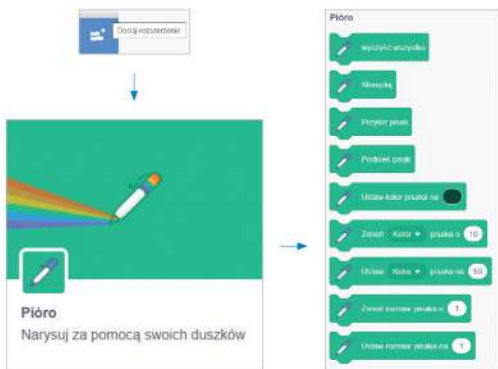 Dodaj rozszerzenie
Pióro
Narysuj za pomocą swoich duszków
Pióro
wyczyść wszystko
Stempluj
Przyłóż pisak
Podnieś pisak
Ustaw kolor pisaka na
Zmień Kolor pisaka o 10
Ustaw Kolor pisaka na 50
Zmień rozmiar pisaka o 1
Ustaw rozmiar pisaka na 1